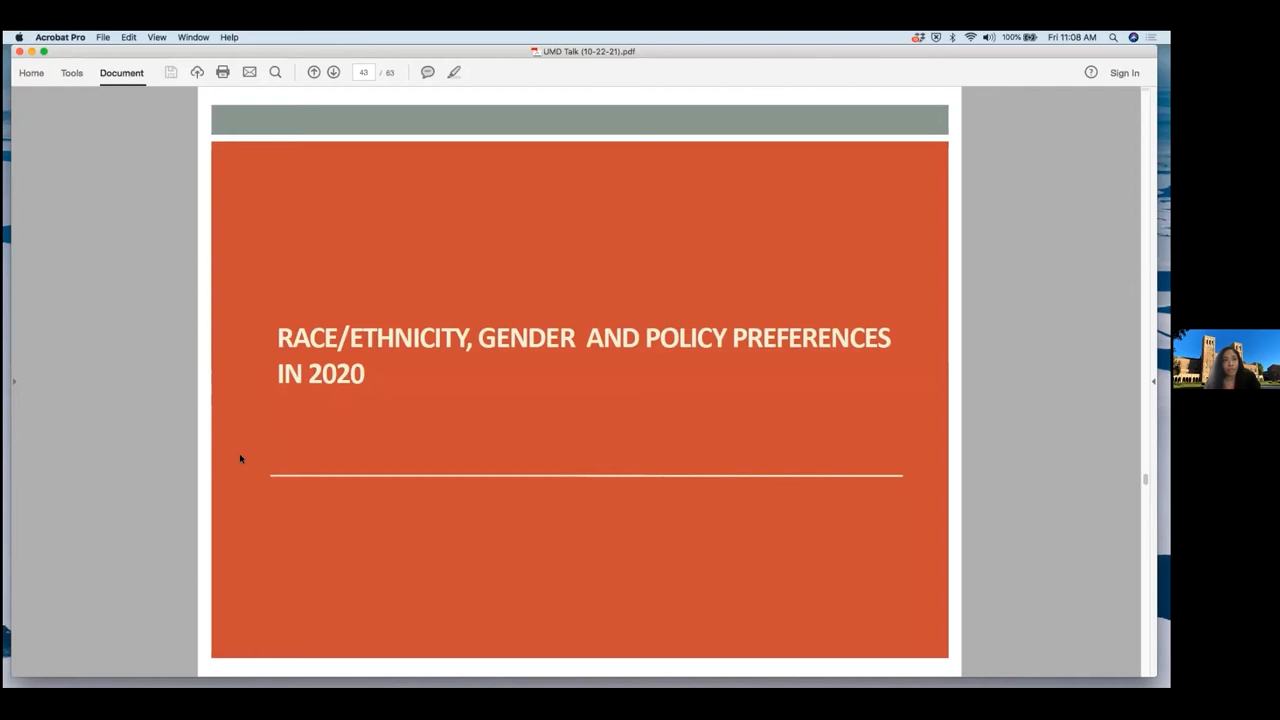 Acrobat Pro File Edit View Window Help 100% Fri 11:08 AM
UMD Talk (10-22-21).pdf
Home Tools Document 43 / 63 Sign In
RACE/ETHNICITY, GENDER AND POLICY PREFERENCES
IN 2020